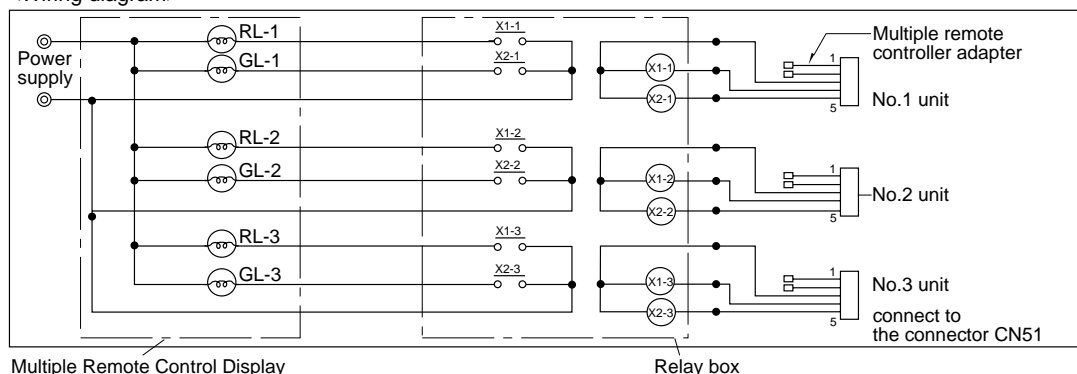 <Wiring diagram>
RL-1
X1-1
Power
supply
GL-1
X2-1
X1-1
X2-1
Multiple remote
controller adapter
1
5
No.1 unit
RL-2
X1-2
GL-2
X2-2
X1-2
X2-2
1
5
No.2 unit
RL-3
X1-3
GL-3
X2-3
X1-3
X2-3
1
5
No.3 unit
connect to
the connector CN51
Multiple Remote Control Display
Relay box